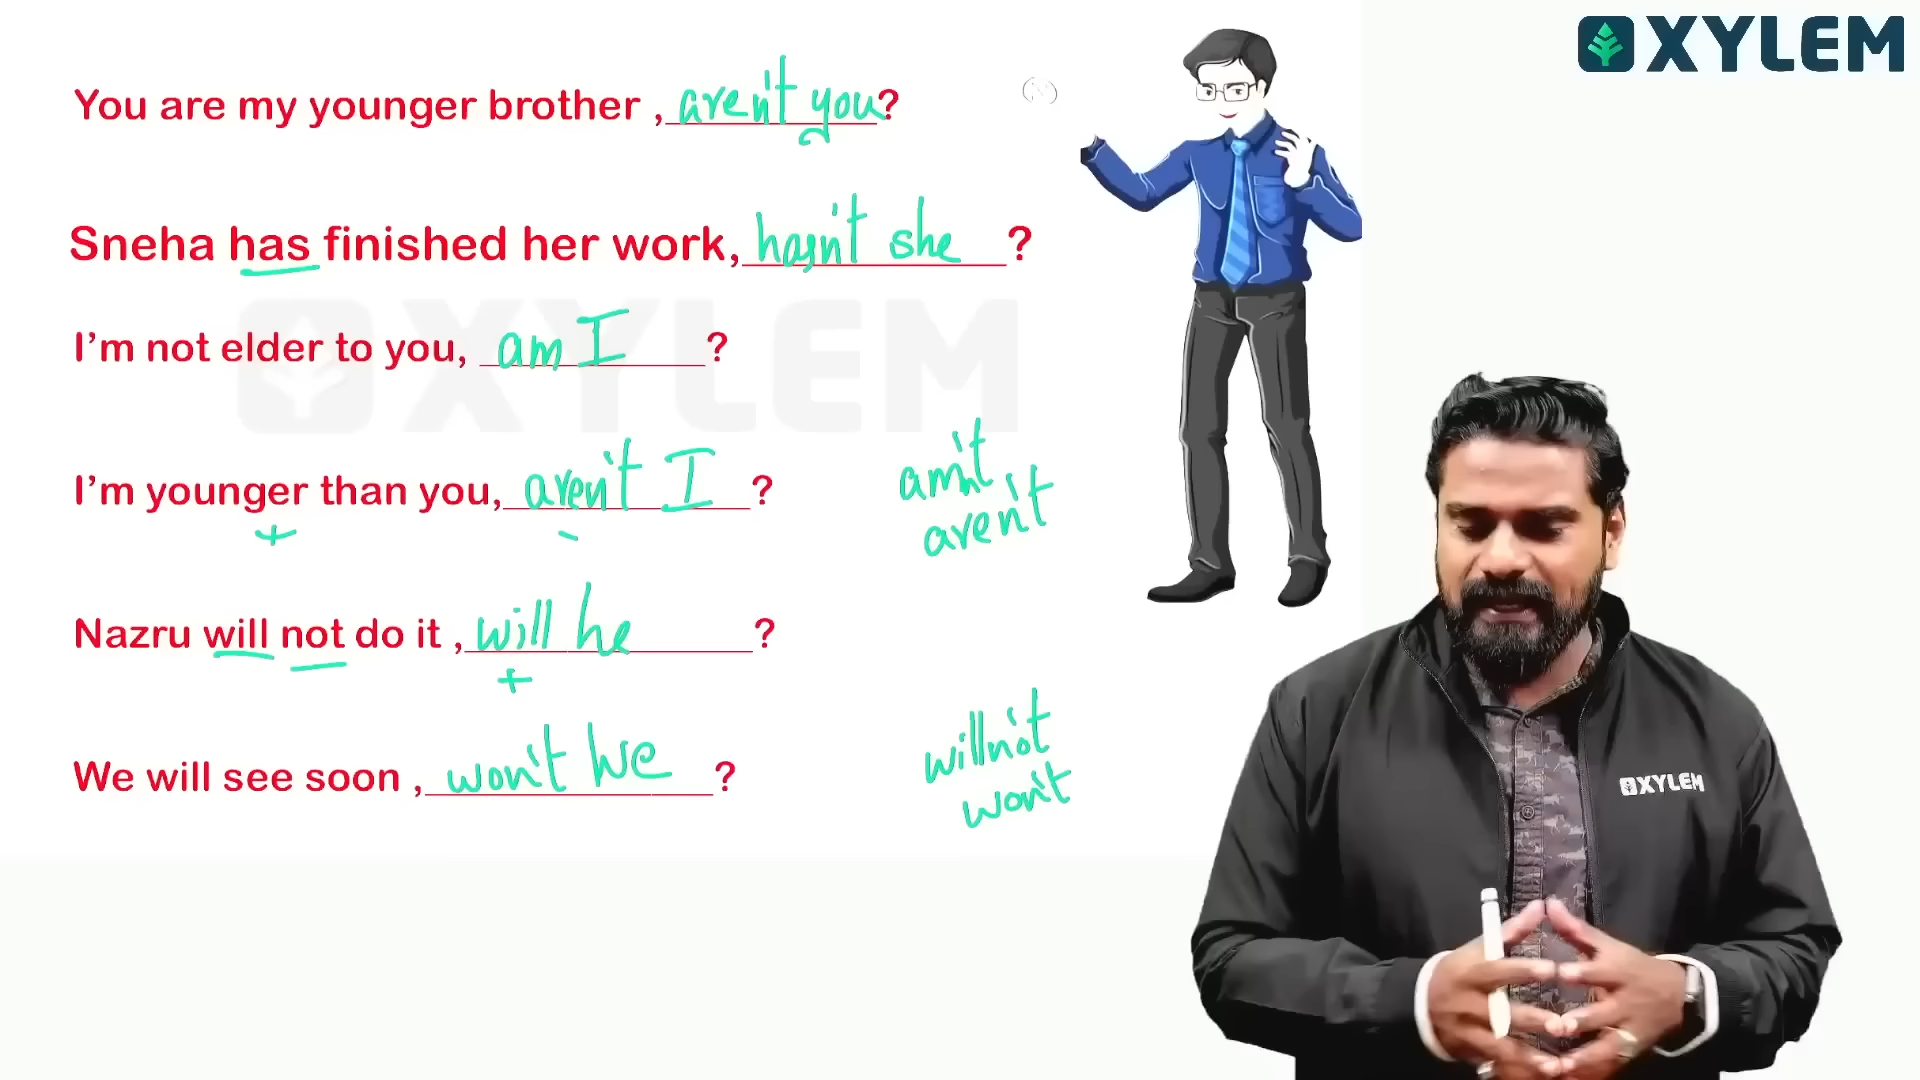 XYLEM
You are my younger brother , aren't you?
Sneha has finished her work, hasn't she ?
I'm not elder to you, am I ?
I'm younger than you, aren't I ?
amn't
aren't
Nazru will not do it , will he ?
We will see soon , won't we ?
willn't
won't
XYLEM
XYLEM